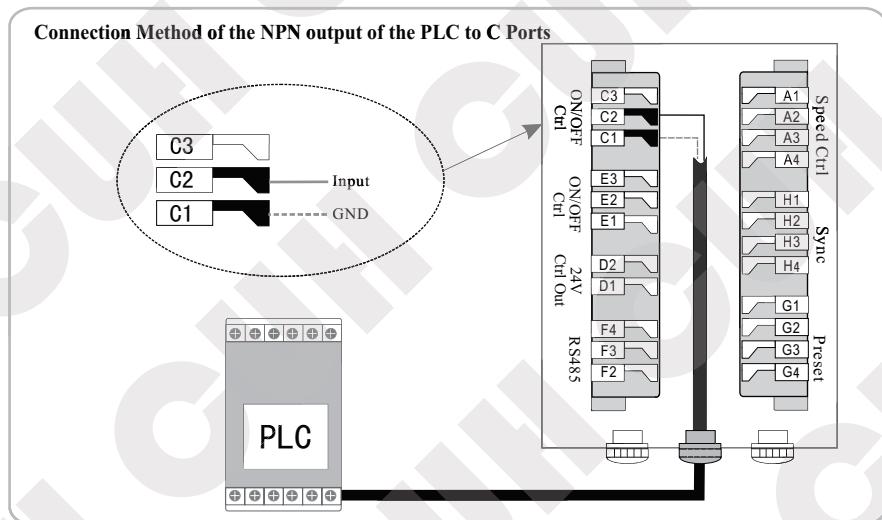 Connection Method of the NPN output of the PLC to C Ports
C3
C2
C1
Input
GND
ON/OFF
Ctrl
C3
C2
C1
ON/OFF
Ctrl
E3
E2
E1
24V
Ctrl Out
D2
D1
RS485
F4
F3
F2
A1
A2
A3
A4
Speed Ctrl
H1
H2
H3
H4
Sync
G1
G2
G3
G4
Preset
PLC